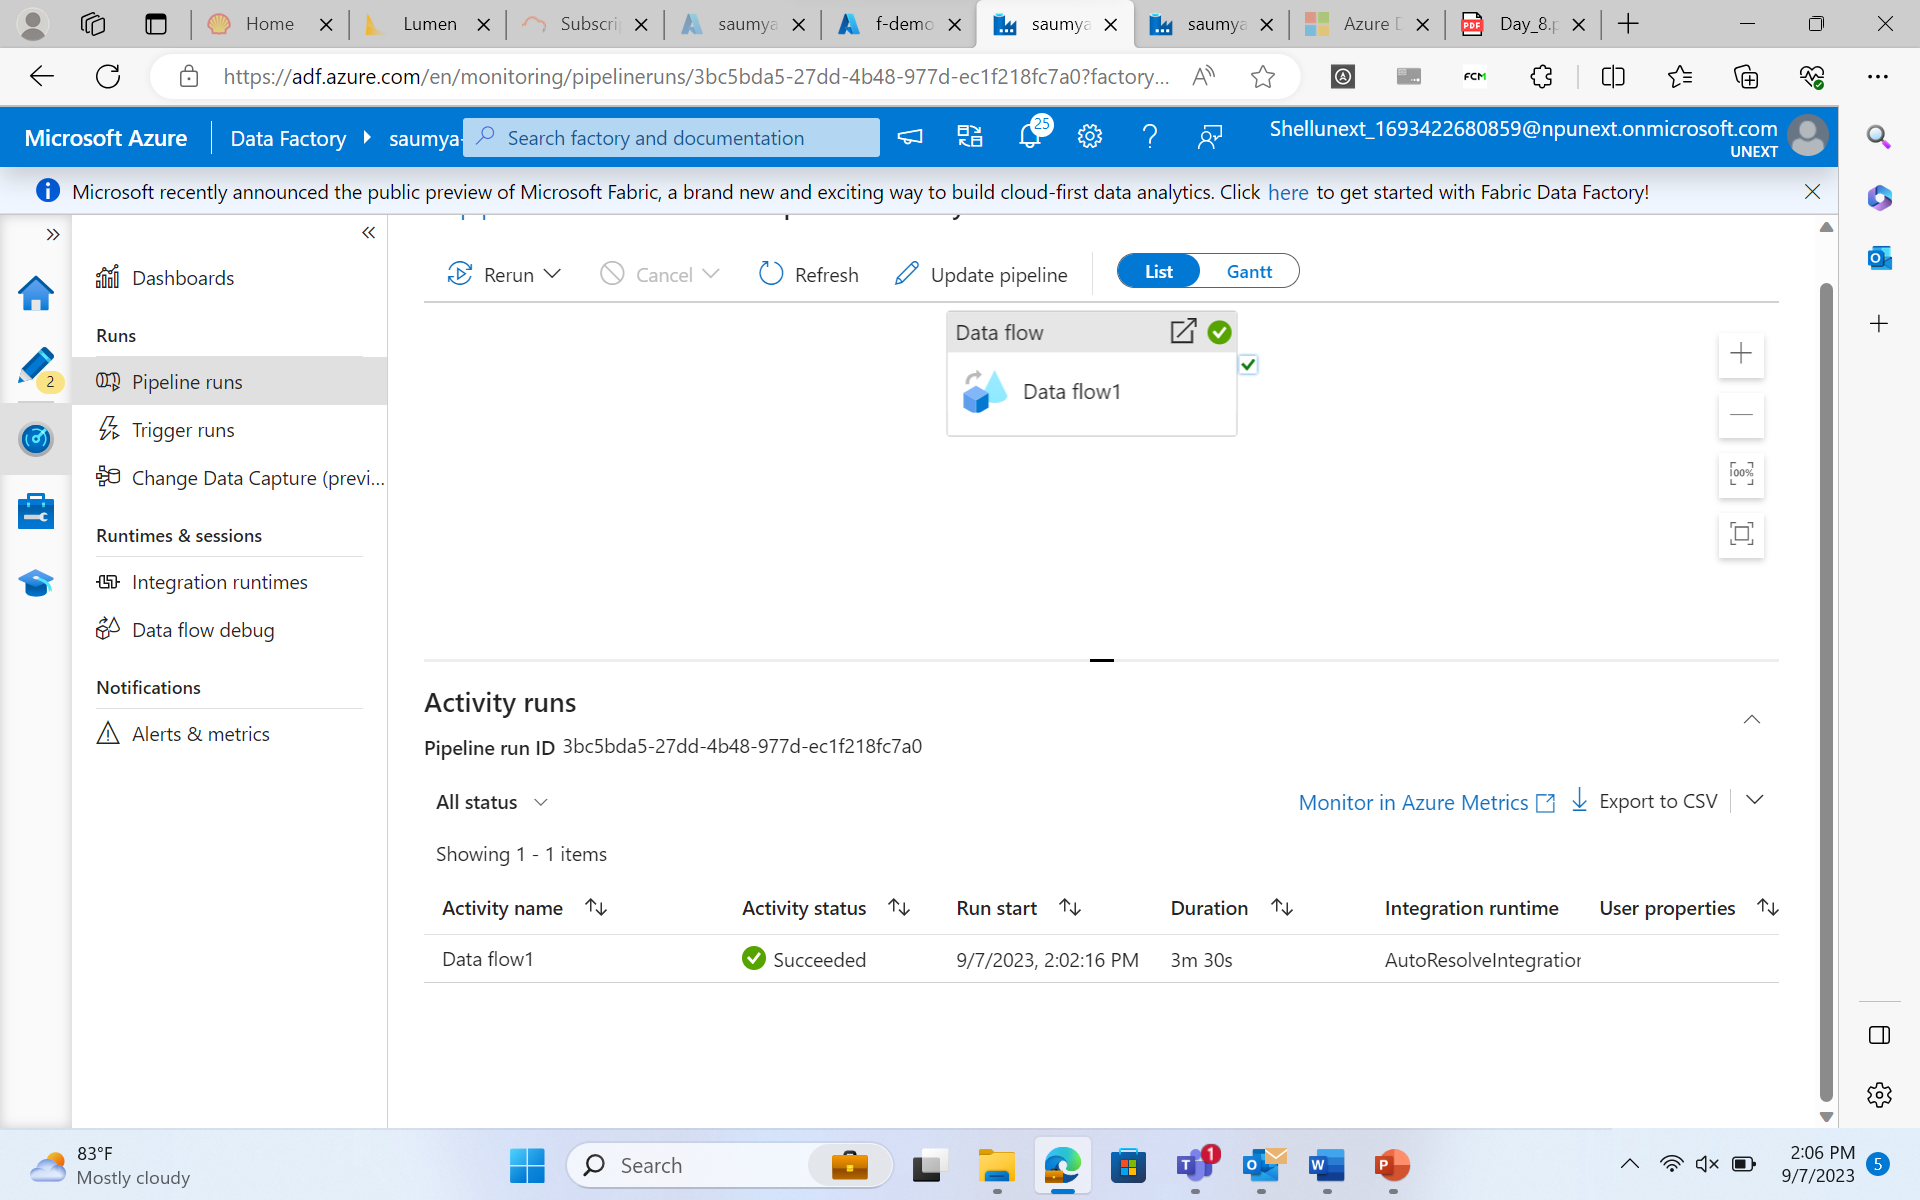 Home
Lumen
Subscri
saumya
f-demo
saumya
saumya
Azure D
Day_8.p
https://adf.azure.com/en/monitoring/pipelineruns/3bc5bda5-27dd-4b48-977d-ec1f218fc7a0?factory...
FCM
Microsoft Azure
Data Factory
saumya-
Search factory and documentation
25
Shellunext_1693422680859@npunext.onmicrosoft.com
UNEXT
Microsoft recently announced the public preview of Microsoft Fabric, a brand new and exciting way to build cloud-first data analytics. Click here to get started with Fabric Data Factory!
Dashboards
Runs
2
Pipeline runs
Trigger runs
Change Data Capture (previ...
Runtimes & sessions
Integration runtimes
Data flow debug
Notifications
Alerts & metrics
Rerun
Cancel
Refresh
Update pipeline
List
Gantt
Data flow
Data flow1
100%
Activity runs
Pipeline run ID 3bc5bda5-27dd-4b48-977d-ec1f218fc7a0
All status
Monitor in Azure Metrics
Export to CSV
Showing 1 - 1 items
Activity name
Activity status
Run start
Duration
Integration runtime
User properties
Data flow1
Succeeded
9/7/2023, 2:02:16 PM
3m 30s
AutoResolveIntegration
83°F
Mostly cloudy
Search
1
2:06 PM
9/7/2023
5